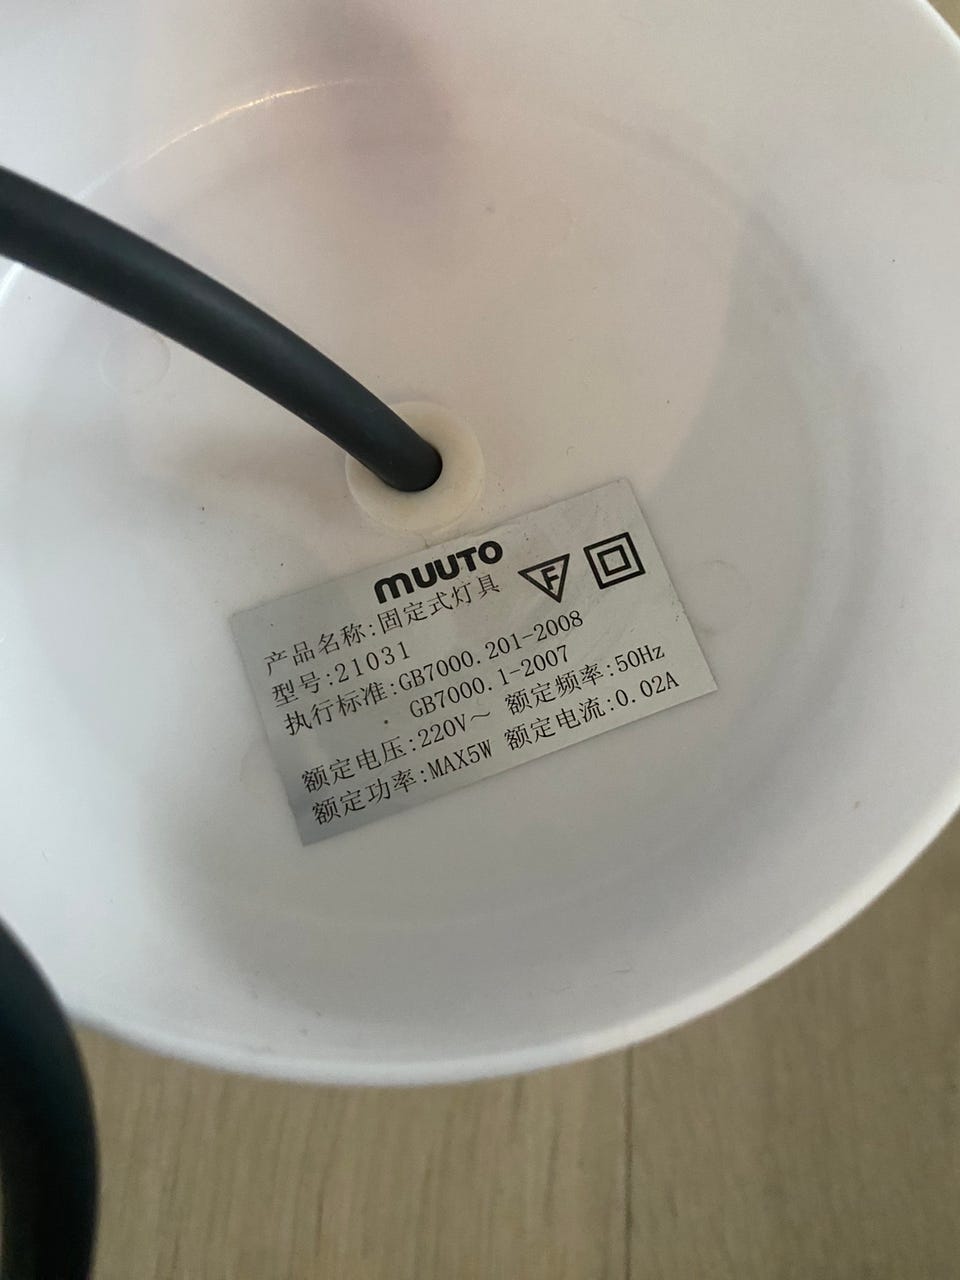 muuto
F
产品名称:固定式灯具
型号:21031
执行标准:GB7000.201-2008
GB7000.1-2007
额定电压:220V～ 额定频率:50Hz
额定功率:MAX5W 额定电流:0.02A